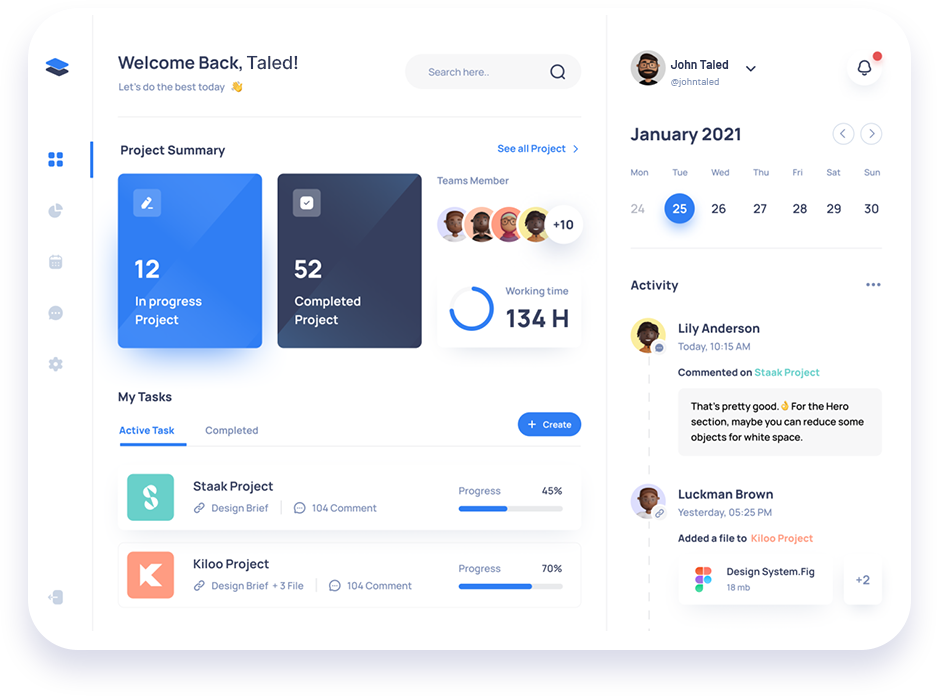 Welcome Back, Taled!
Let's do the best today 👋
Search here..
Project Summary
See all Project
12
In progress
Project
52
Completed
Project
Teams Member
+10
Working time
134 H
My Tasks
Active Task
Completed
+ Create
Staak Project
Design Brief
104 Comment
Progress
45%
Kiloo Project
Design Brief + 3 File
104 Comment
Progress
70%
John Taled
@johntaled
January 2021
Mon Tue Wed Thu Fri Sat Sun
24 25 26 27 28 29 30
Activity
Lily Anderson
Today, 10:15 AM
Commented on Staak Project
That's pretty good.👌For the Hero
section, maybe you can reduce some
objects for white space.
Luckman Brown
Yesterday, 05:25 PM
Added a file to Kiloo Project
Design System.Fig
18 mb
+2